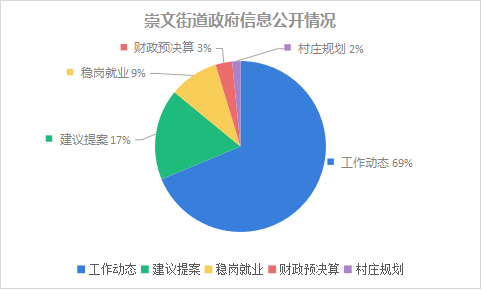 崇文街道政府信息公开情况
财政预决算 3%
村庄规划 2%
稳岗就业 9%
建议提案 17%
工作动态 69%
工作动态 建议提案 稳岗就业 财政预决算 村庄规划